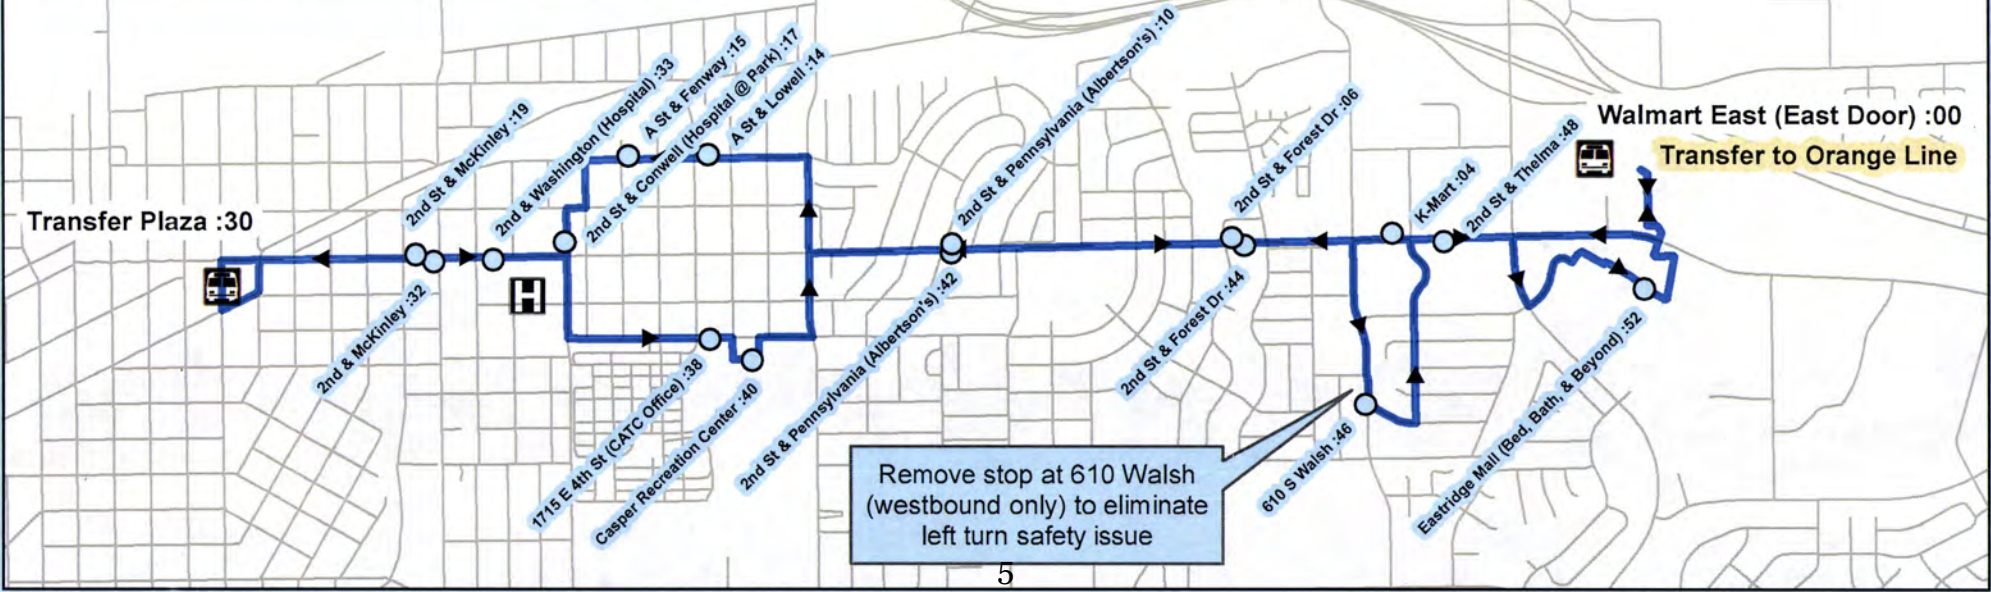 Transfer Plaza :30
2nd St & McKinley :19
2nd & McKinley :32
2nd & Washington (Hospital) :33
2nd St & Conwell (Hospital @ Park) :17
A St & Fenway :15
A St & Lowell :14
H
1715 E 4th St (CATC Office) :38
Casper Recreation Center :40
2nd St & Pennsylvania (Albertson's) :10
2nd St & Pennsylvania (Albertson's) :42
2nd St & Forest Dr :06
2nd St & Forest Dr :44
K-Mart :04
2nd St & Thelma :48
610 S Walsh :46
Eastridge Mall (Bed, Bath, & Beyond) :52
Walmart East (East Door) :00
Transfer to Orange Line
Remove stop at 610 Walsh
(westbound only) to eliminate
left turn safety issue
5